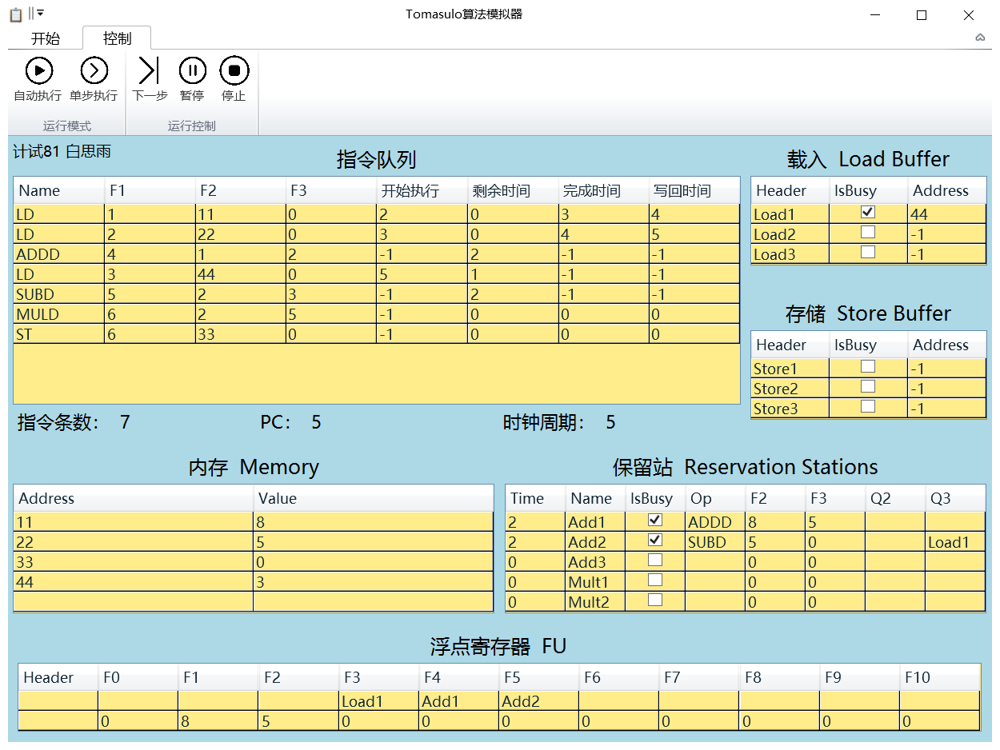 Tomasulo算法模拟器
开始 控制
自动执行 单步执行 下一步 暂停 停止
运行模式 运行控制
计试81 白思雨
指令队列
Name F1 F2 F3 开始执行 剩余时间 完成时间 写回时间
LD 1 11 0 2 0 3 4
LD 2 22 0 3 0 4 5
ADDD 4 1 2 -1 2 -1 -1
LD 3 44 0 5 1 -1 -1
SUBD 5 2 3 -1 2 -1 -1
MULD 6 2 5 -1 0 0 0
ST 6 33 0 -1 0 0 0
指令条数： 7 PC： 5 时钟周期： 5
载入 Load Buffer
Header IsBusy Address
Load1 44
Load2 -1
Load3 -1
存储 Store Buffer
Header IsBusy Address
Store1 -1
Store2 -1
Store3 -1
内存 Memory
Address Value
11 8
22 5
33 0
44 3
保留站 Reservation Stations
Time Name IsBusy Op F2 F3 Q2 Q3
2 Add1 ADDD 8 5
2 Add2 SUBD 5 0 Load1
0 Add3 0 0
0 Mult1 0 0
0 Mult2 0 0
浮点寄存器 FU
Header F0 F1 F2 F3 F4 F5 F6 F7 F8 F9 F10
Load1 Add1 Add2
0 8 5 0 0 0 0 0 0 0 0